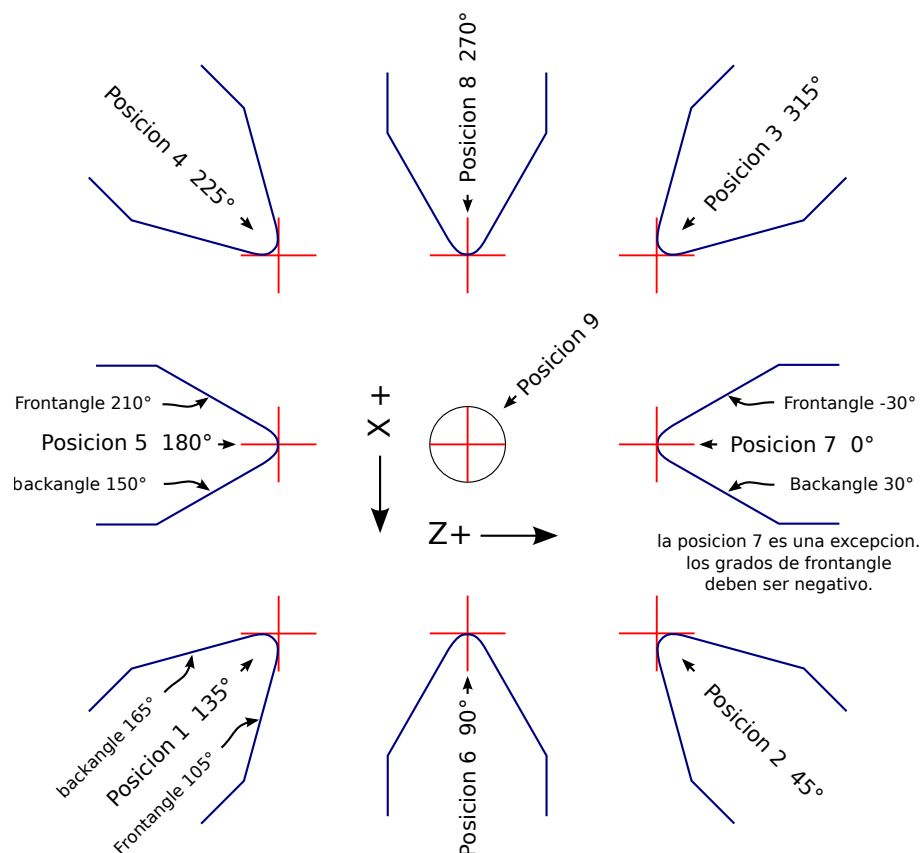 Posicion 4 225°
Posicion 8 270°
Posicion 3 315°
Posicion 9
X +
Z+
Frontangle 210°
Posicion 5 180°
backangle 150°
Frontangle -30°
Posicion 7 0°
Backangle 30°
la posicion 7 es una excepcion.
los grados de frontangle
deben ser negativo.
backangle 165°
Posicion 1 135°
Frontangle 105°
Posicion 6 90°
Posicion 2 45°